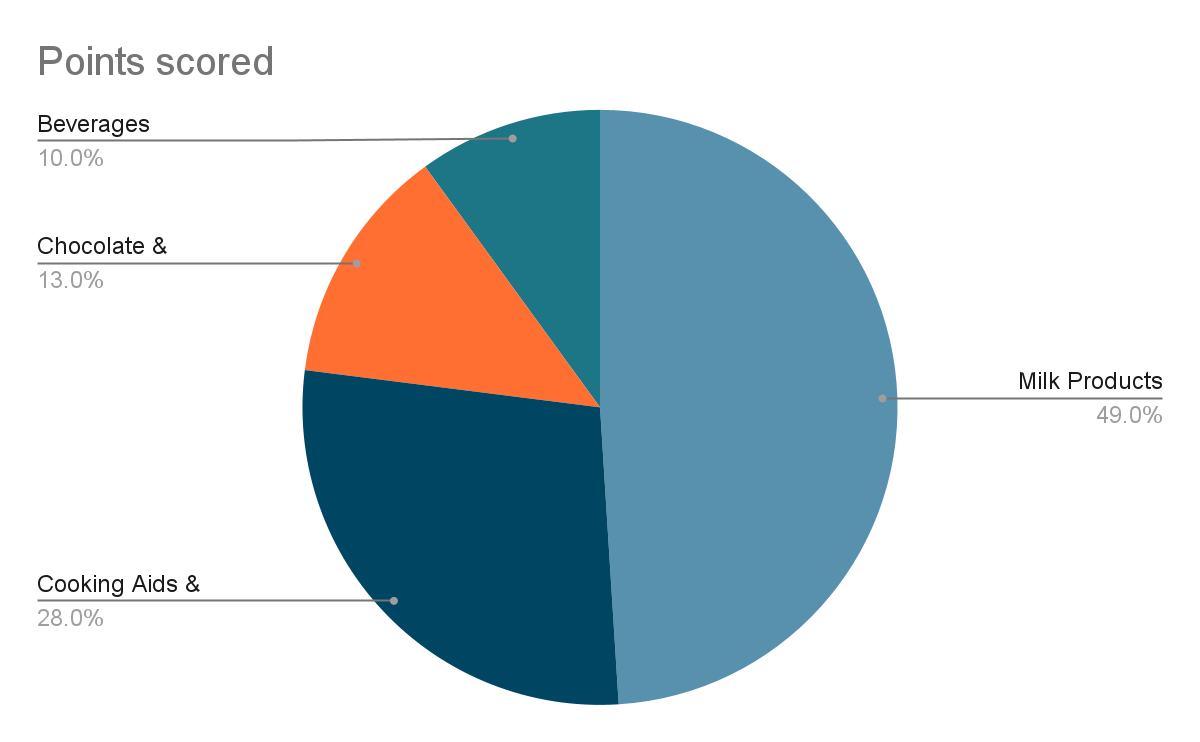 Points scored
Beverages
10.0%
Chocolate &
13.0%
Milk Products
49.0%
Cooking Aids &
28.0%